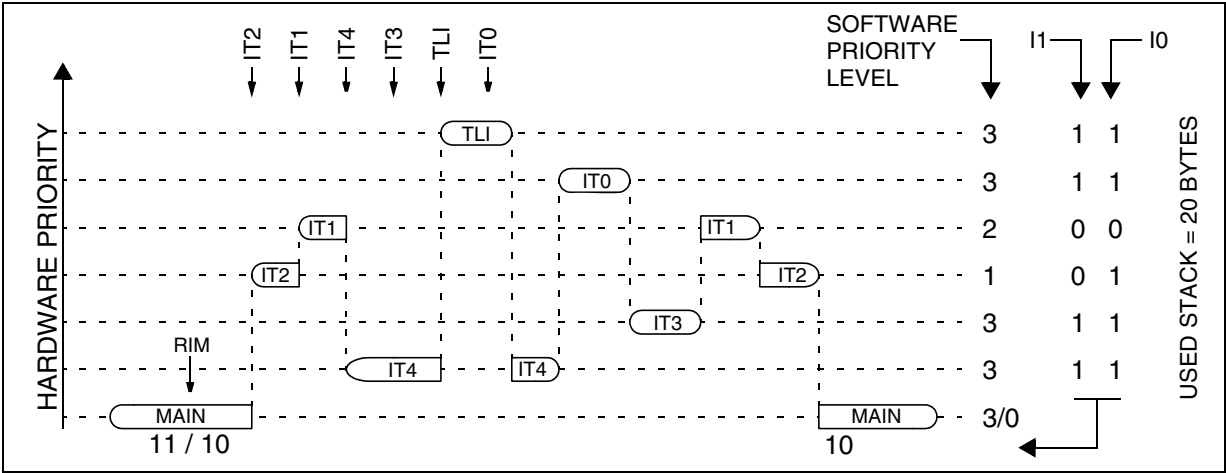 IT2
IT1
IT4
IT3
TLI
IT0
SOFTWARE
PRIORITY
LEVEL
I1
I0
HARDWARE PRIORITY
TLI
3
1 1
IT0
3
1 1
IT1
IT1
2
0 0
IT2
IT2
1
0 1
IT3
3
1 1
RIM
IT4
IT4
3
1 1
MAIN
MAIN
3/0
11 / 10
10
USED STACK = 20 BYTES